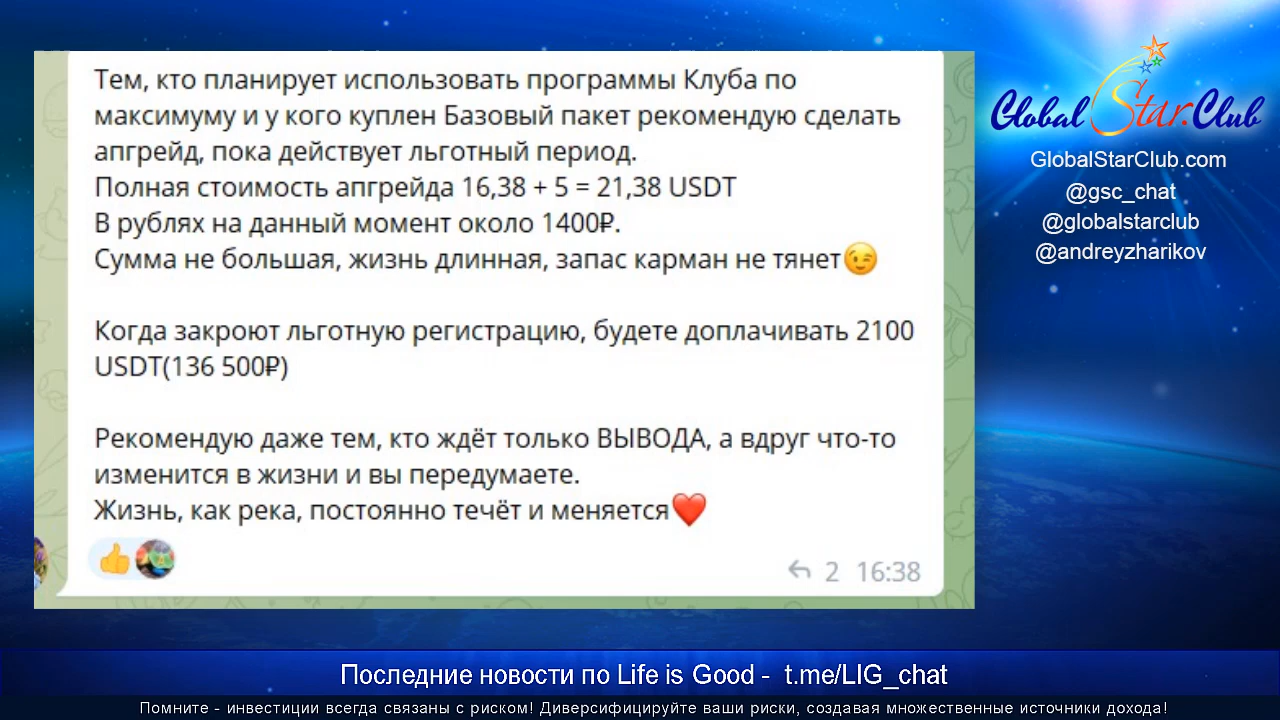 Тем, кто планирует использовать программы Клуба по
максимуму и у кого куплен Базовый пакет рекомендую сделать
апгрейд, пока действует льготный период.
Полная стоимость апгрейда 16,38 + 5 = 21,38 USDT
В рублях на данный момент около 1400₽.
Сумма не большая, жизнь длинная, запас карман не тянет😉
Когда закроют льготную регистрацию, будете доплачивать 2100
USDT(136 500₽)
Рекомендую даже тем, кто ждёт только ВЫВОДА, а вдруг что-то
изменится в жизни и вы передумаете.
Жизнь, как река, постоянно течёт и меняется❤️
2 16:38
Global Star.Club
GlobalStarClub.com
@gsc_chat
@globalstarclub
@andreyzharikov
Последние новости по Life is Good - t.me/LIG_chat
Помните - инвестиции всегда связаны с риском! Диверсифицируйте ваши риски, создавая множественные источники дохода!